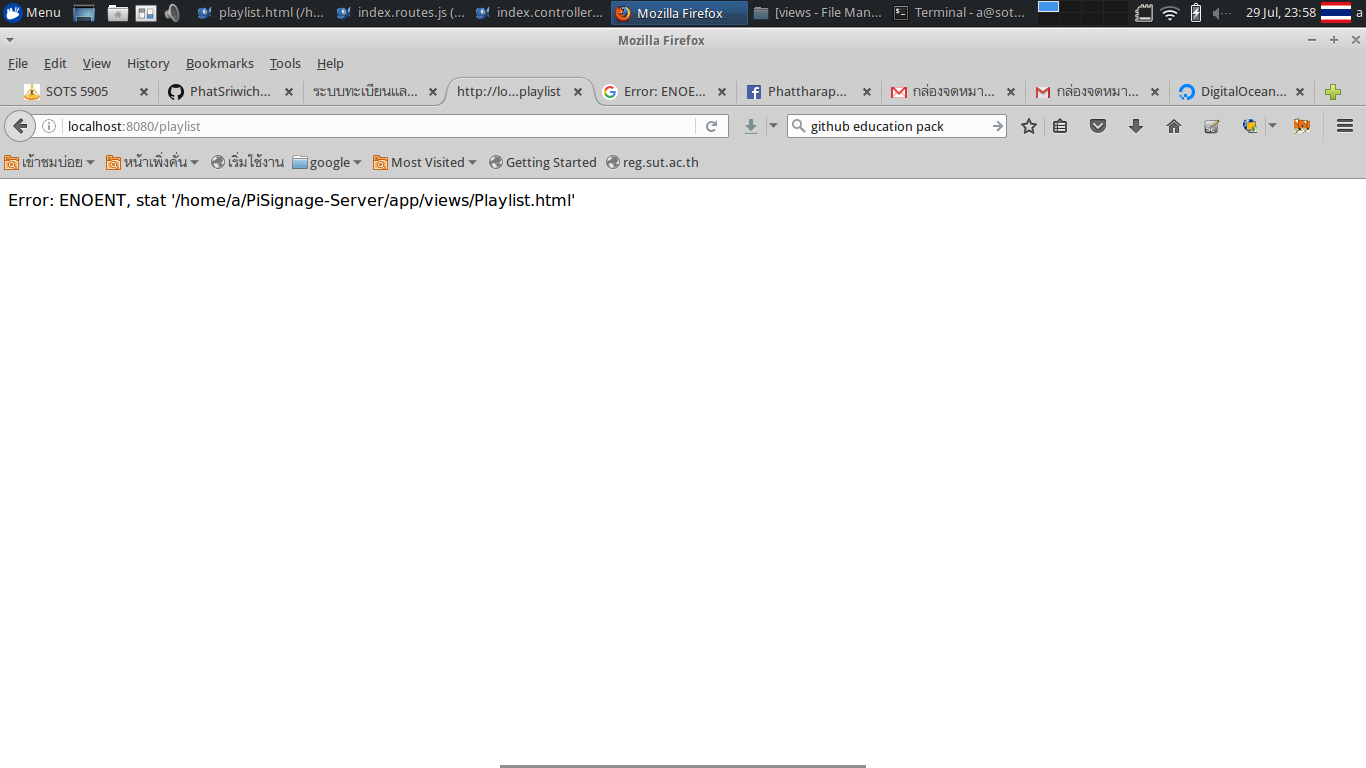 Menu playlist.html (/h... index.routes.js (... index.controller... Mozilla Firefox [views - File Man... Terminal - a@sot... 29 Jul, 23:58 a
Mozilla Firefox
File Edit View History Bookmarks Tools Help
SOTS 5905 PhatSriwich... ระบบทะเบียนแล... http://lo...playlist Error: ENOE... Phattharap... กล่องจดหมา... กล่องจดหมา... DigitalOcean...
localhost:8080/playlist github education pack
เข้าชมบ่อย หน้าเพิ่งคั่น เริ่มใช้งาน google Most Visited Getting Started reg.sut.ac.th
Error: ENOENT, stat '/home/a/PiSignage-Server/app/views/Playlist.html'